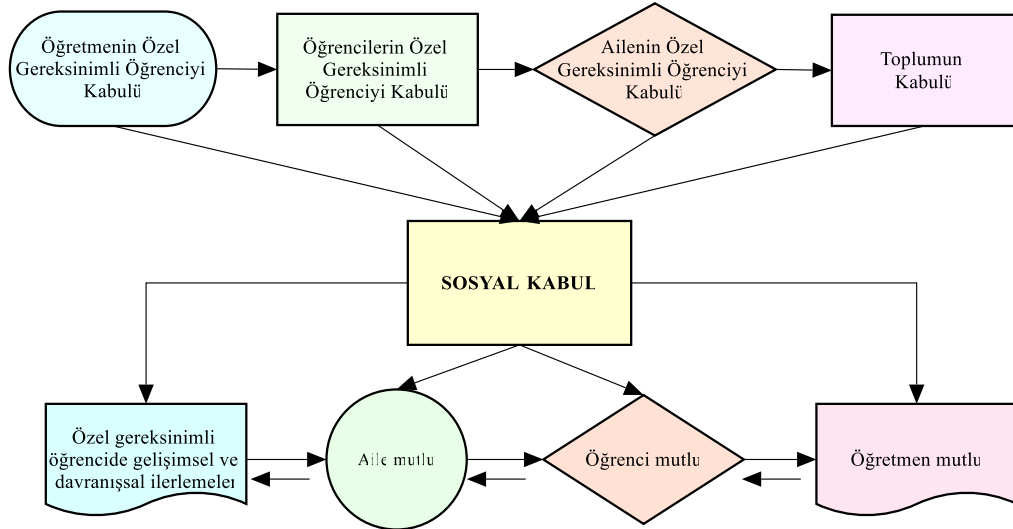 Öğretmenin Özel
Gereksinimli Öğrenciyi
Kabulü
Öğrencilerin Özel
Gereksinimli
Öğrenciyi Kabulü
Ailenin Özel
Gereksinimli Öğrenciyi
Kabulü
Toplumun
Kabulü
SOSYAL KABUL
Özel gereksinimli
öğrencide gelişimsel ve
davranışsal ilerlemeler
Aile mutlu
Öğrenci mutlu
Öğretmen mutlu